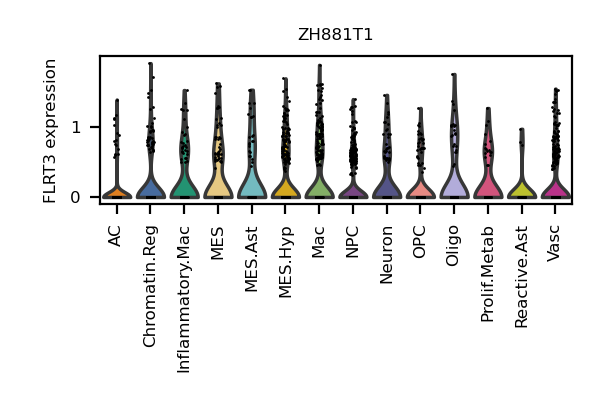 ZH881T1
FLRT3 expression
1
0
AC
Chromatin.Reg
Inflammatory.Mac
MES
MES.Ast
MES.Hyp
Mac
NPC
Neuron
OPC
Oligo
Prolif.Metab
Reactive.Ast
Vasc